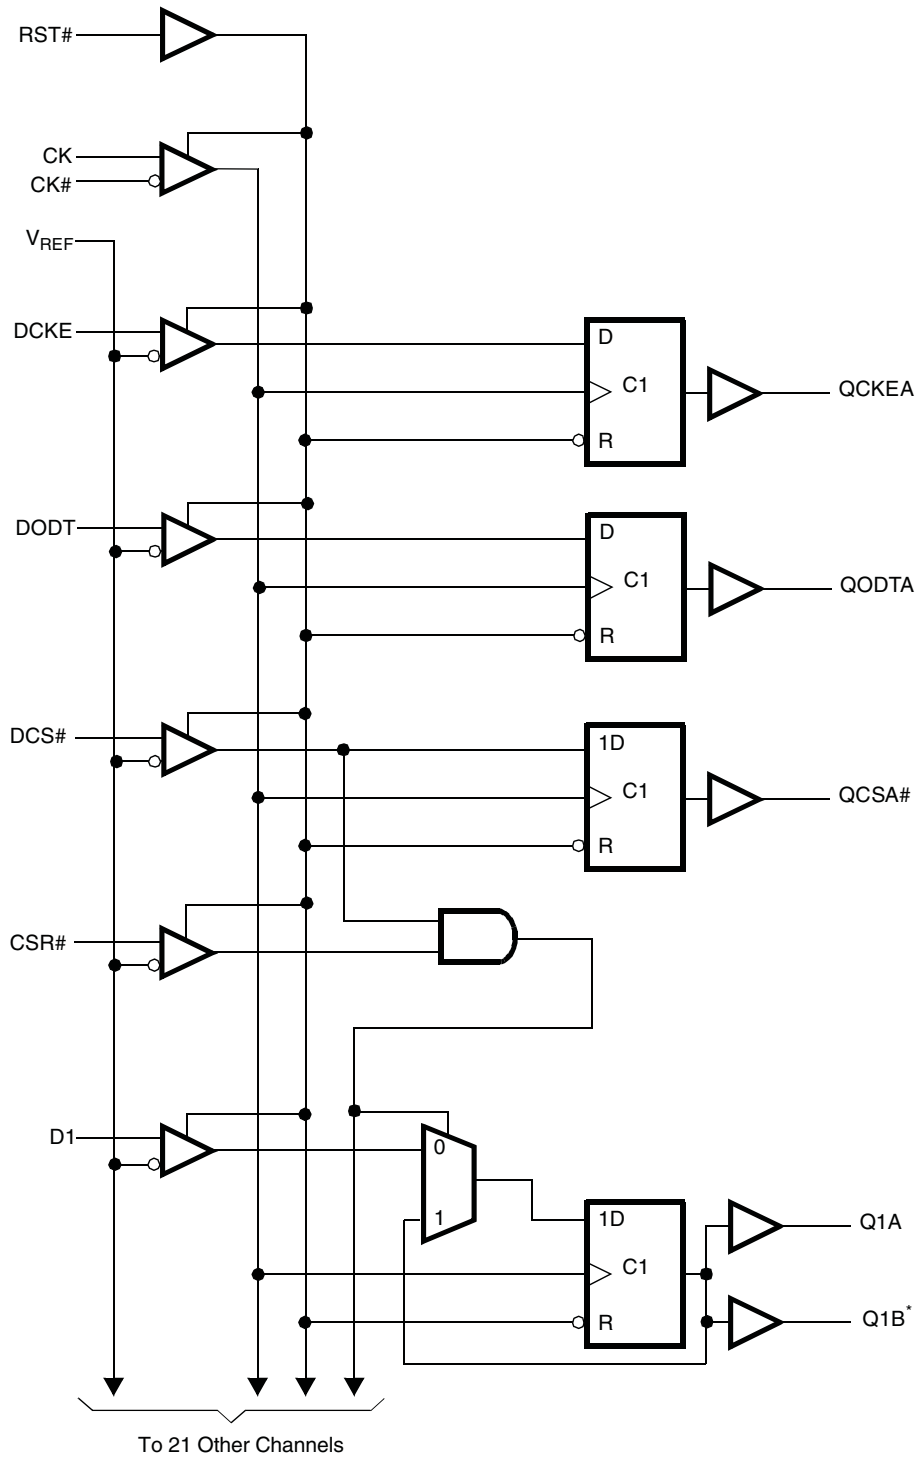 RST#
CK
CK#
VREF
DCKE
D
C1
R
QCKEA
DODT
D
C1
R
QODTA
DCS#
1D
C1
R
QCSA#
CSR#
D1
0
1
1D
C1
R
Q1A
Q1B*
To 21 Other Channels